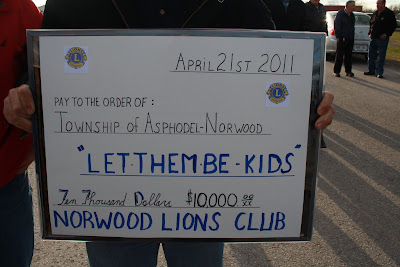 April 21st 2011
Pay to the order of :
Township of Asphodel-Norwood
"Let·Them·Be·Kids"
Ten Thousand Dollars $10,000
Norwood Lions Club